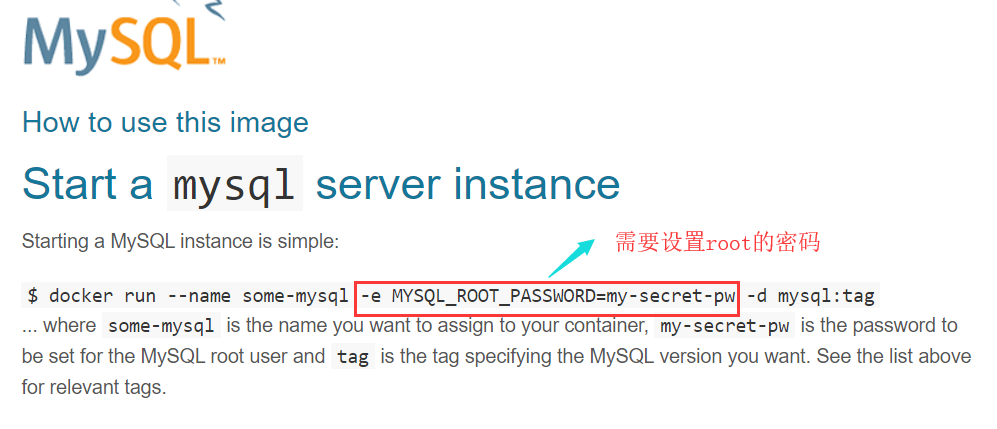 MySQL™
How to use this image
Start a mysql server instance
Starting a MySQL instance is simple:
需要设置root的密码
$ docker run --name some-mysql -e MYSQL_ROOT_PASSWORD=my-secret-pw -d mysql:tag
... where some-mysql is the name you want to assign to your container, my-secret-pw is the password to
be set for the MySQL root user and tag is the tag specifying the MySQL version you want. See the list above
for relevant tags.